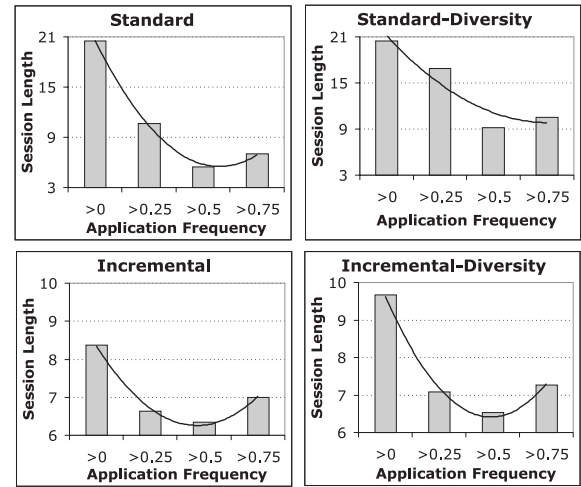 Standard
21
15
9
3
Session Length
>0 >0.25 >0.5 >0.75
Application Frequency
Standard-Diversity
21
15
9
3
Session Length
>0 >0.25 >0.5 >0.75
Application Frequency
Incremental
10
9
8
7
6
Session Length
>0 >0.25 >0.5 >0.75
Application Frequency
Incremental-Diversity
10
9
8
7
6
Session Length
>0 >0.25 >0.5 >0.75
Application Frequency